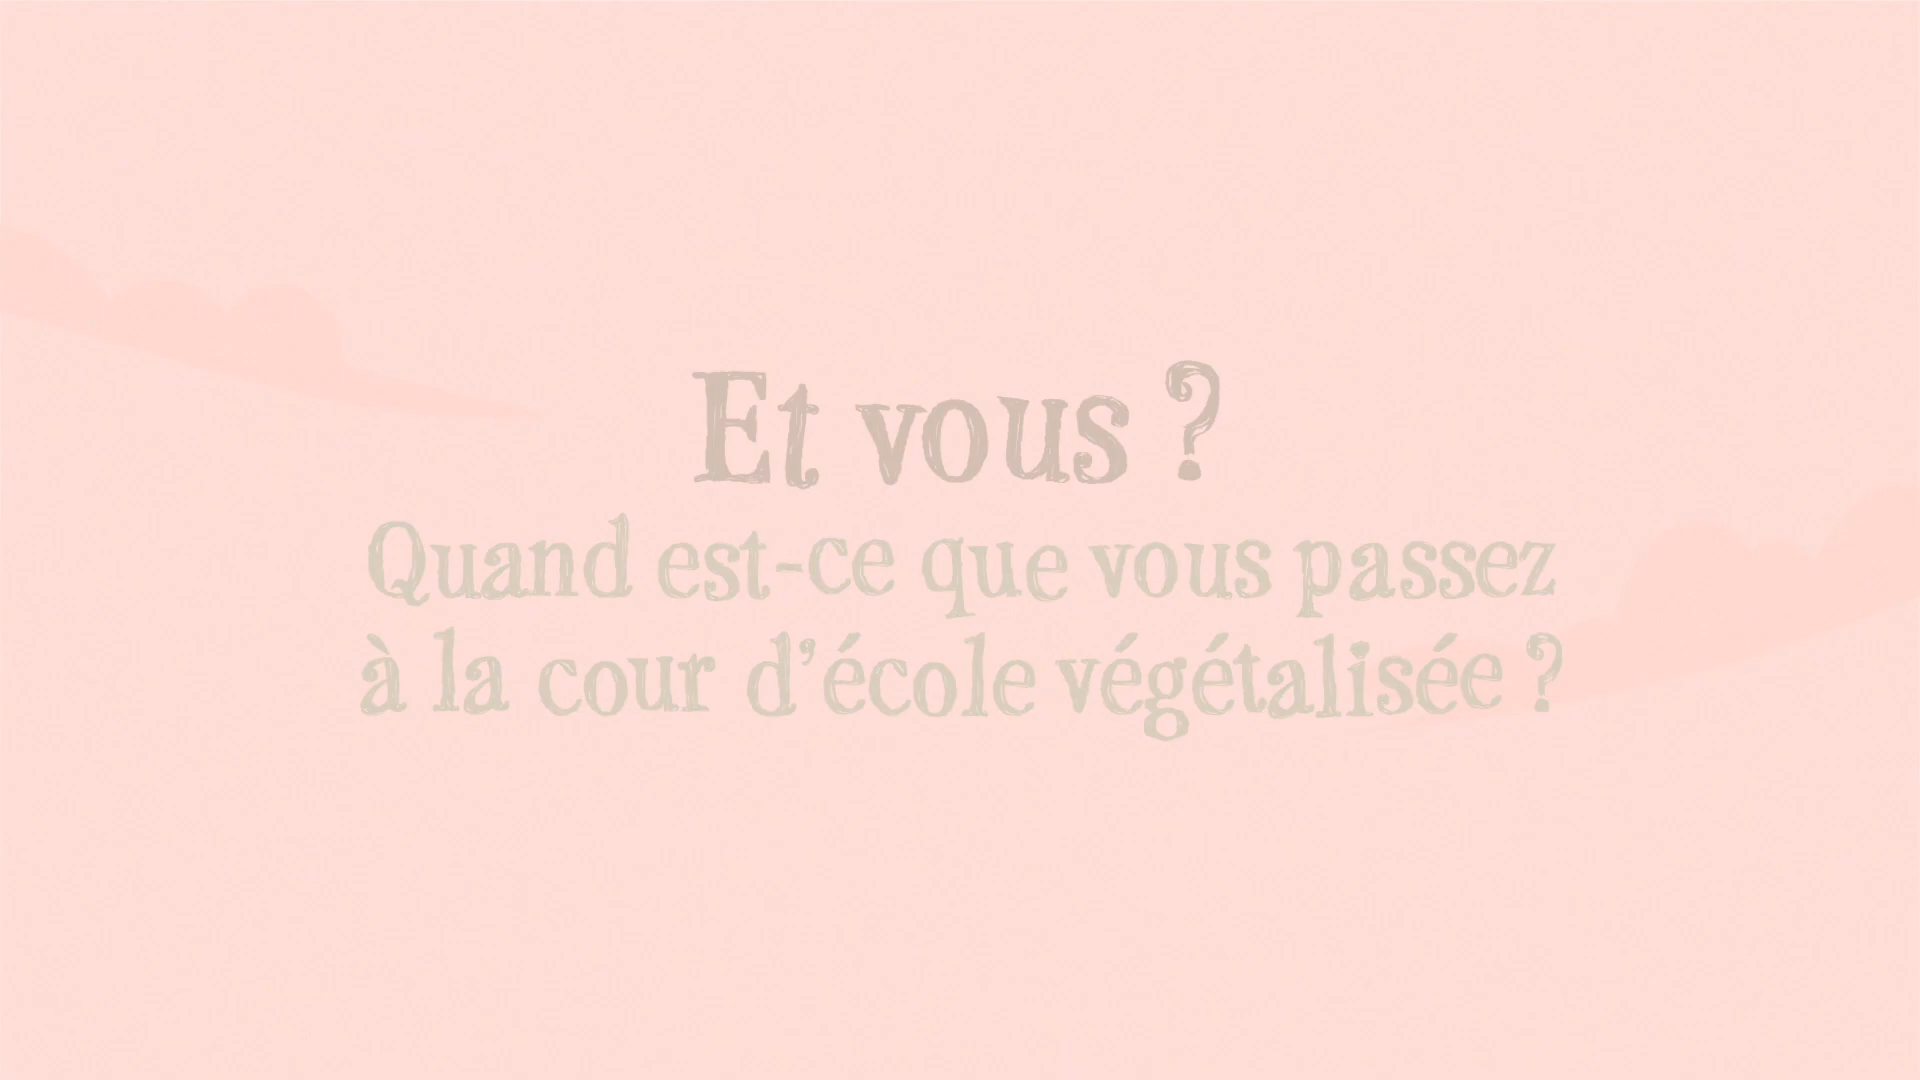 Et vous ?
Quand est-ce que vous passez
à la cour d’école végétalisée ?